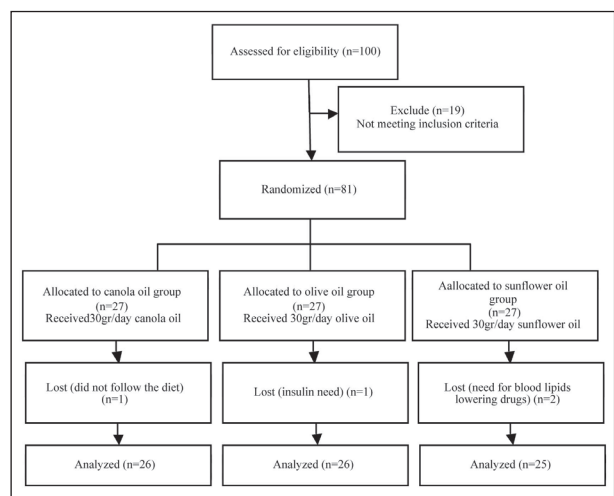 Assessed for eligibility (n=100)
Exclude (n=19)
Not meeting inclusion criteria
Randomized (n=81)
Allocated to canola oil group
(n=27)
Received30gr/day canola oil
Allocated to olive oil group
(n=27)
Received 30gr/day olive oil
Aallocated to sunflower oil
group
(n=27)
Received 30gr/day sunflower oil
Lost (did not follow the diet)
(n=1)
Lost (insulin need) (n=1)
Lost (need for blood lipids
lowering drugs) (n=2)
Analyzed (n=26)
Analyzed (n=26)
Analyzed (n=25)